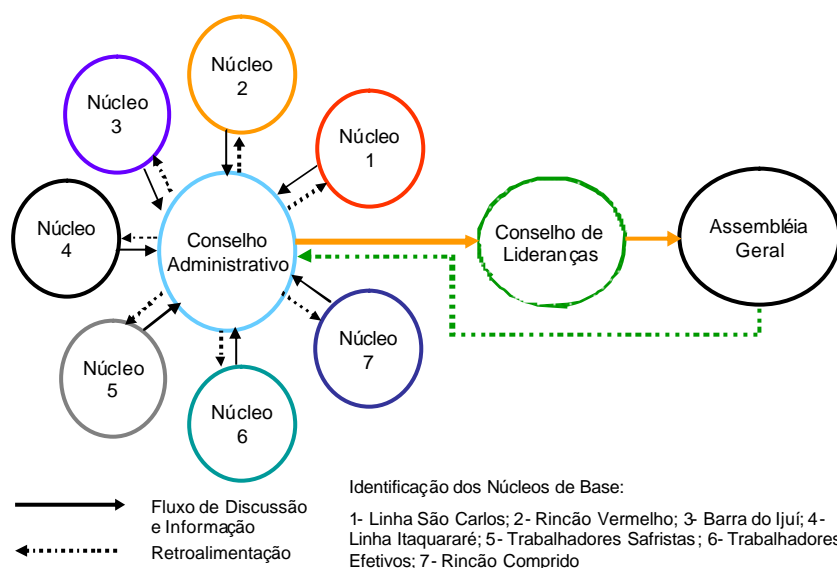 Núcleo
2
Núcleo
3
Núcleo
1
Núcleo
4
Conselho
Administrativo
Conselho de
Lideranças
Assembléia
Geral
Núcleo
5
Núcleo
7
Núcleo
6
Fluxo de Discussão
e Informação
Retroalimentação
Identificação dos Núcleos de Base:
1- Linha São Carlos; 2- Rincão Vermelho; 3- Barra do Ijuí; 4-
Linha Itaquararé; 5- Trabalhadores Safristas; 6- Trabalhadores
Efetivos; 7- Rincão Comprido